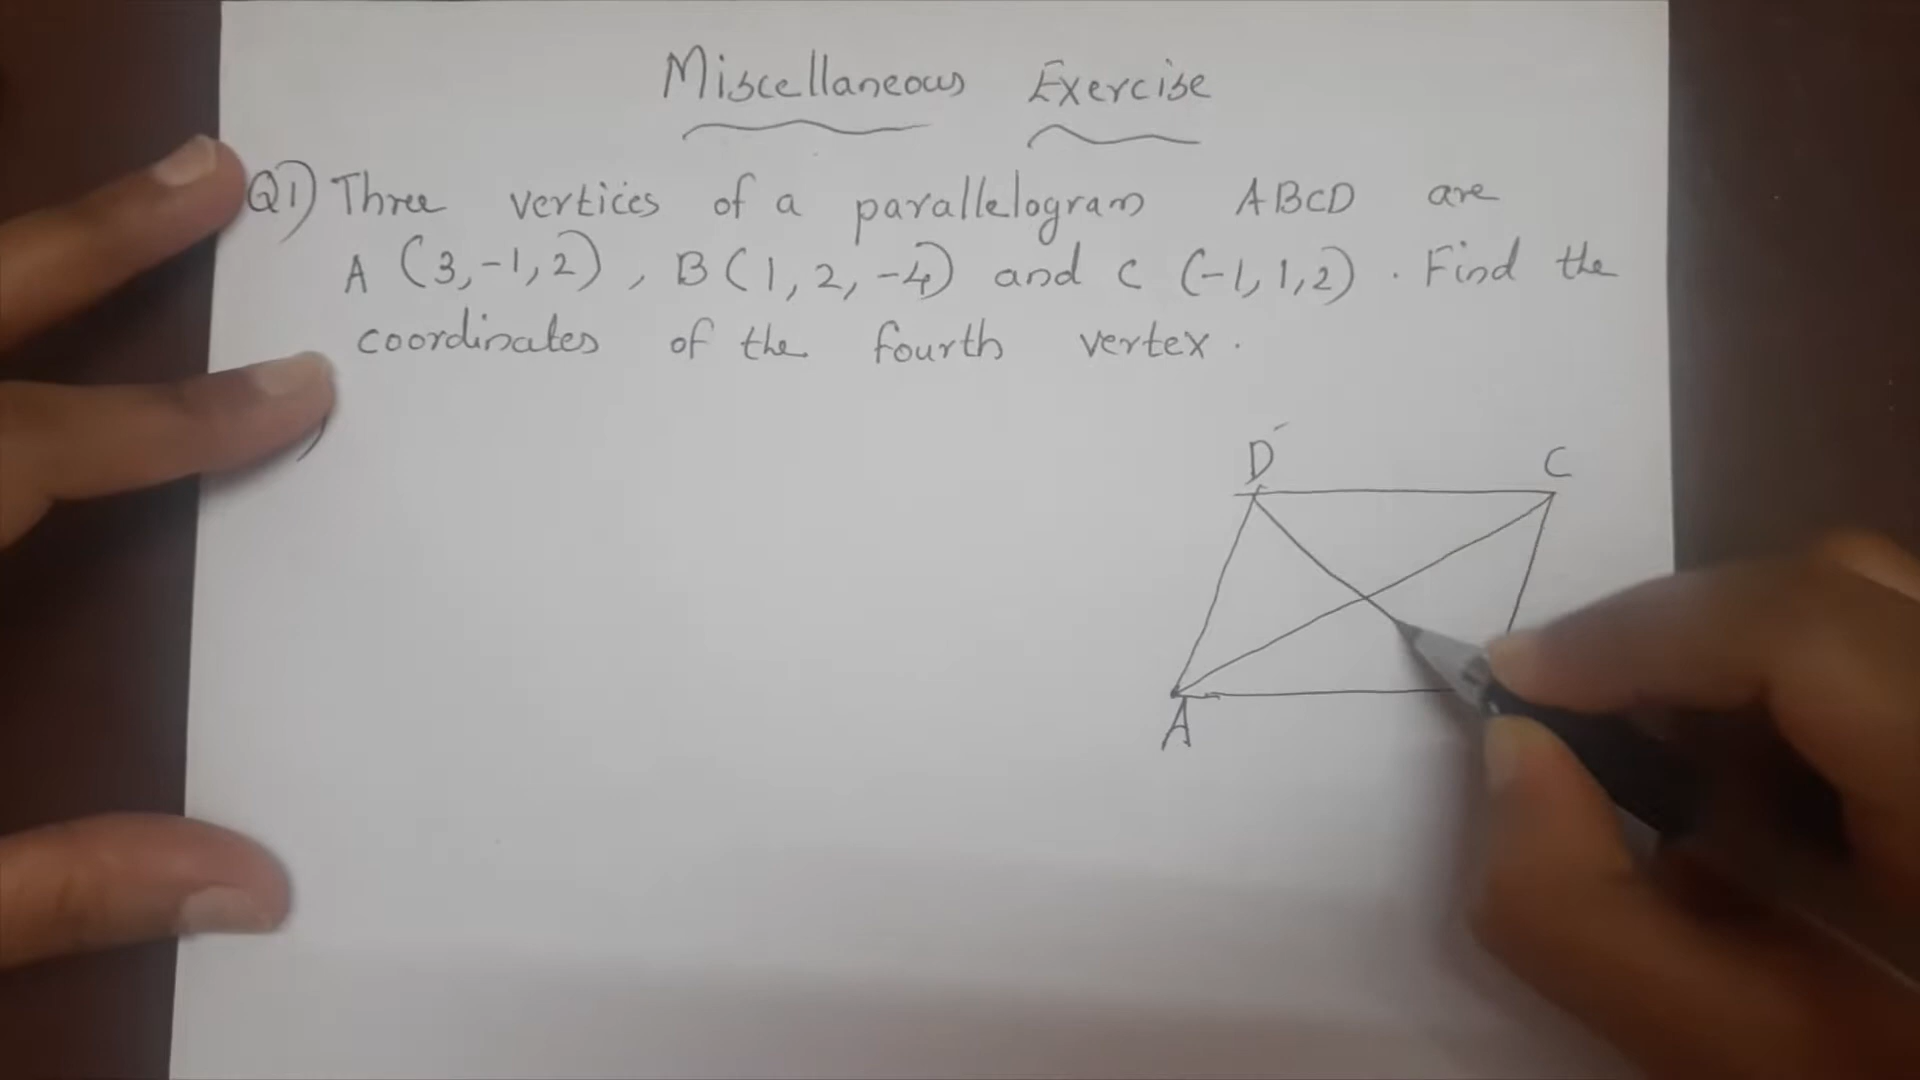 Miscellaneous Exercise
Q1) Three vertices of a parallelogram ABCD are
A (3,-1,2), B(1, 2, -4) and C (-1, 1, 2). Find the
coordinates of the fourth vertex.
D C
A